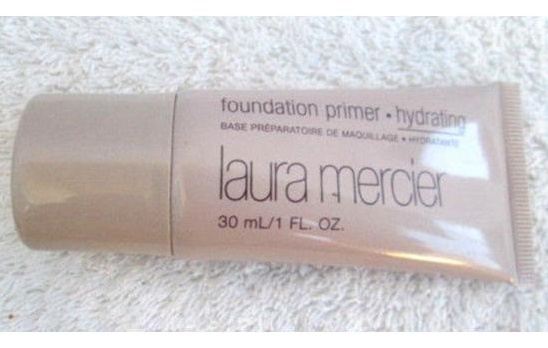 foundation primer • hydrating
BASE PRÉPARATOIRE DE MAQUILLAGE • HYDRATANTE
laura mercier
30 mL/1 FL. OZ.